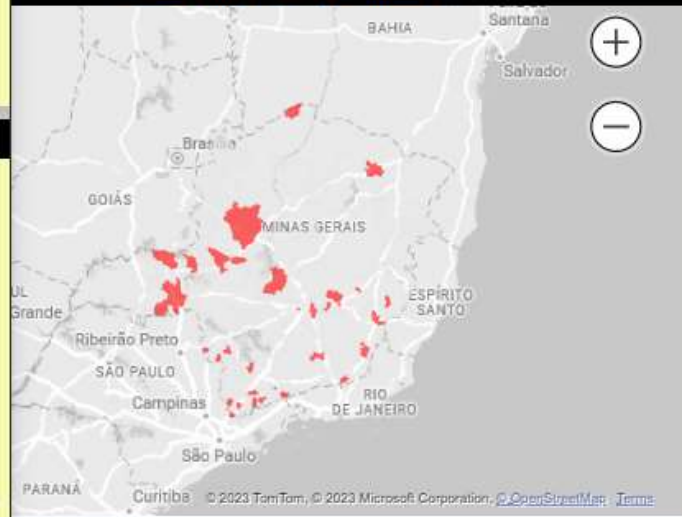 Santana
BAHIA
Salvador
GOIÁS
MINAS GERAIS
ESPÍRITO
SANTO
Grande
Ribeirão Preto
SÃO PAULO
RIO
DE JANEIRO
Campinas
São Paulo
PARANÁ
Curitiba
© 2023 TomTom, © 2023 Microsoft Corporation, © OpenStreetMap Terms